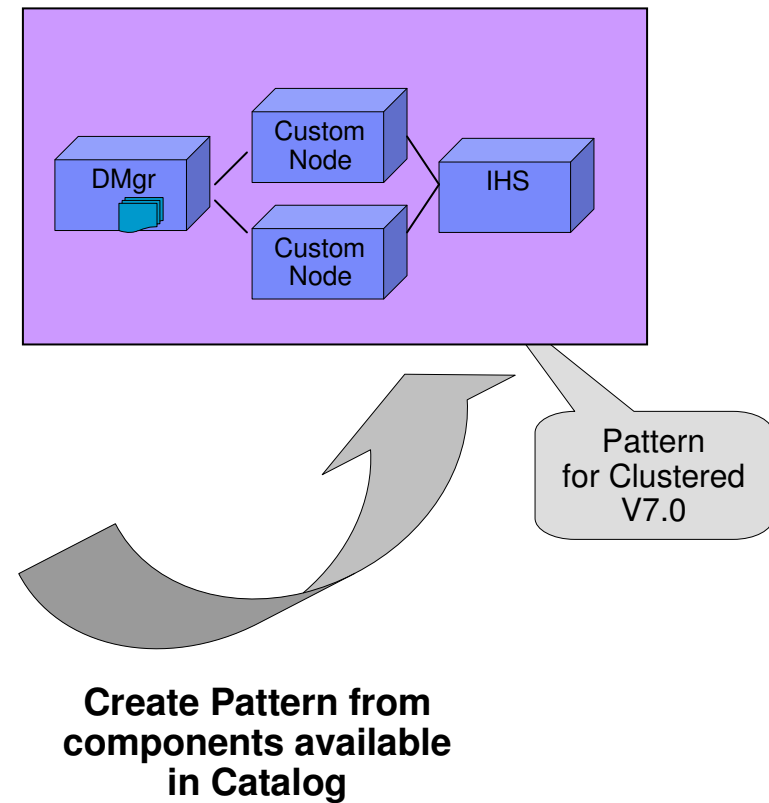 DMgr
Custom
Node
Custom
Node
IHS
Pattern
for Clustered
V7.0
Create Pattern from
components available
in Catalog